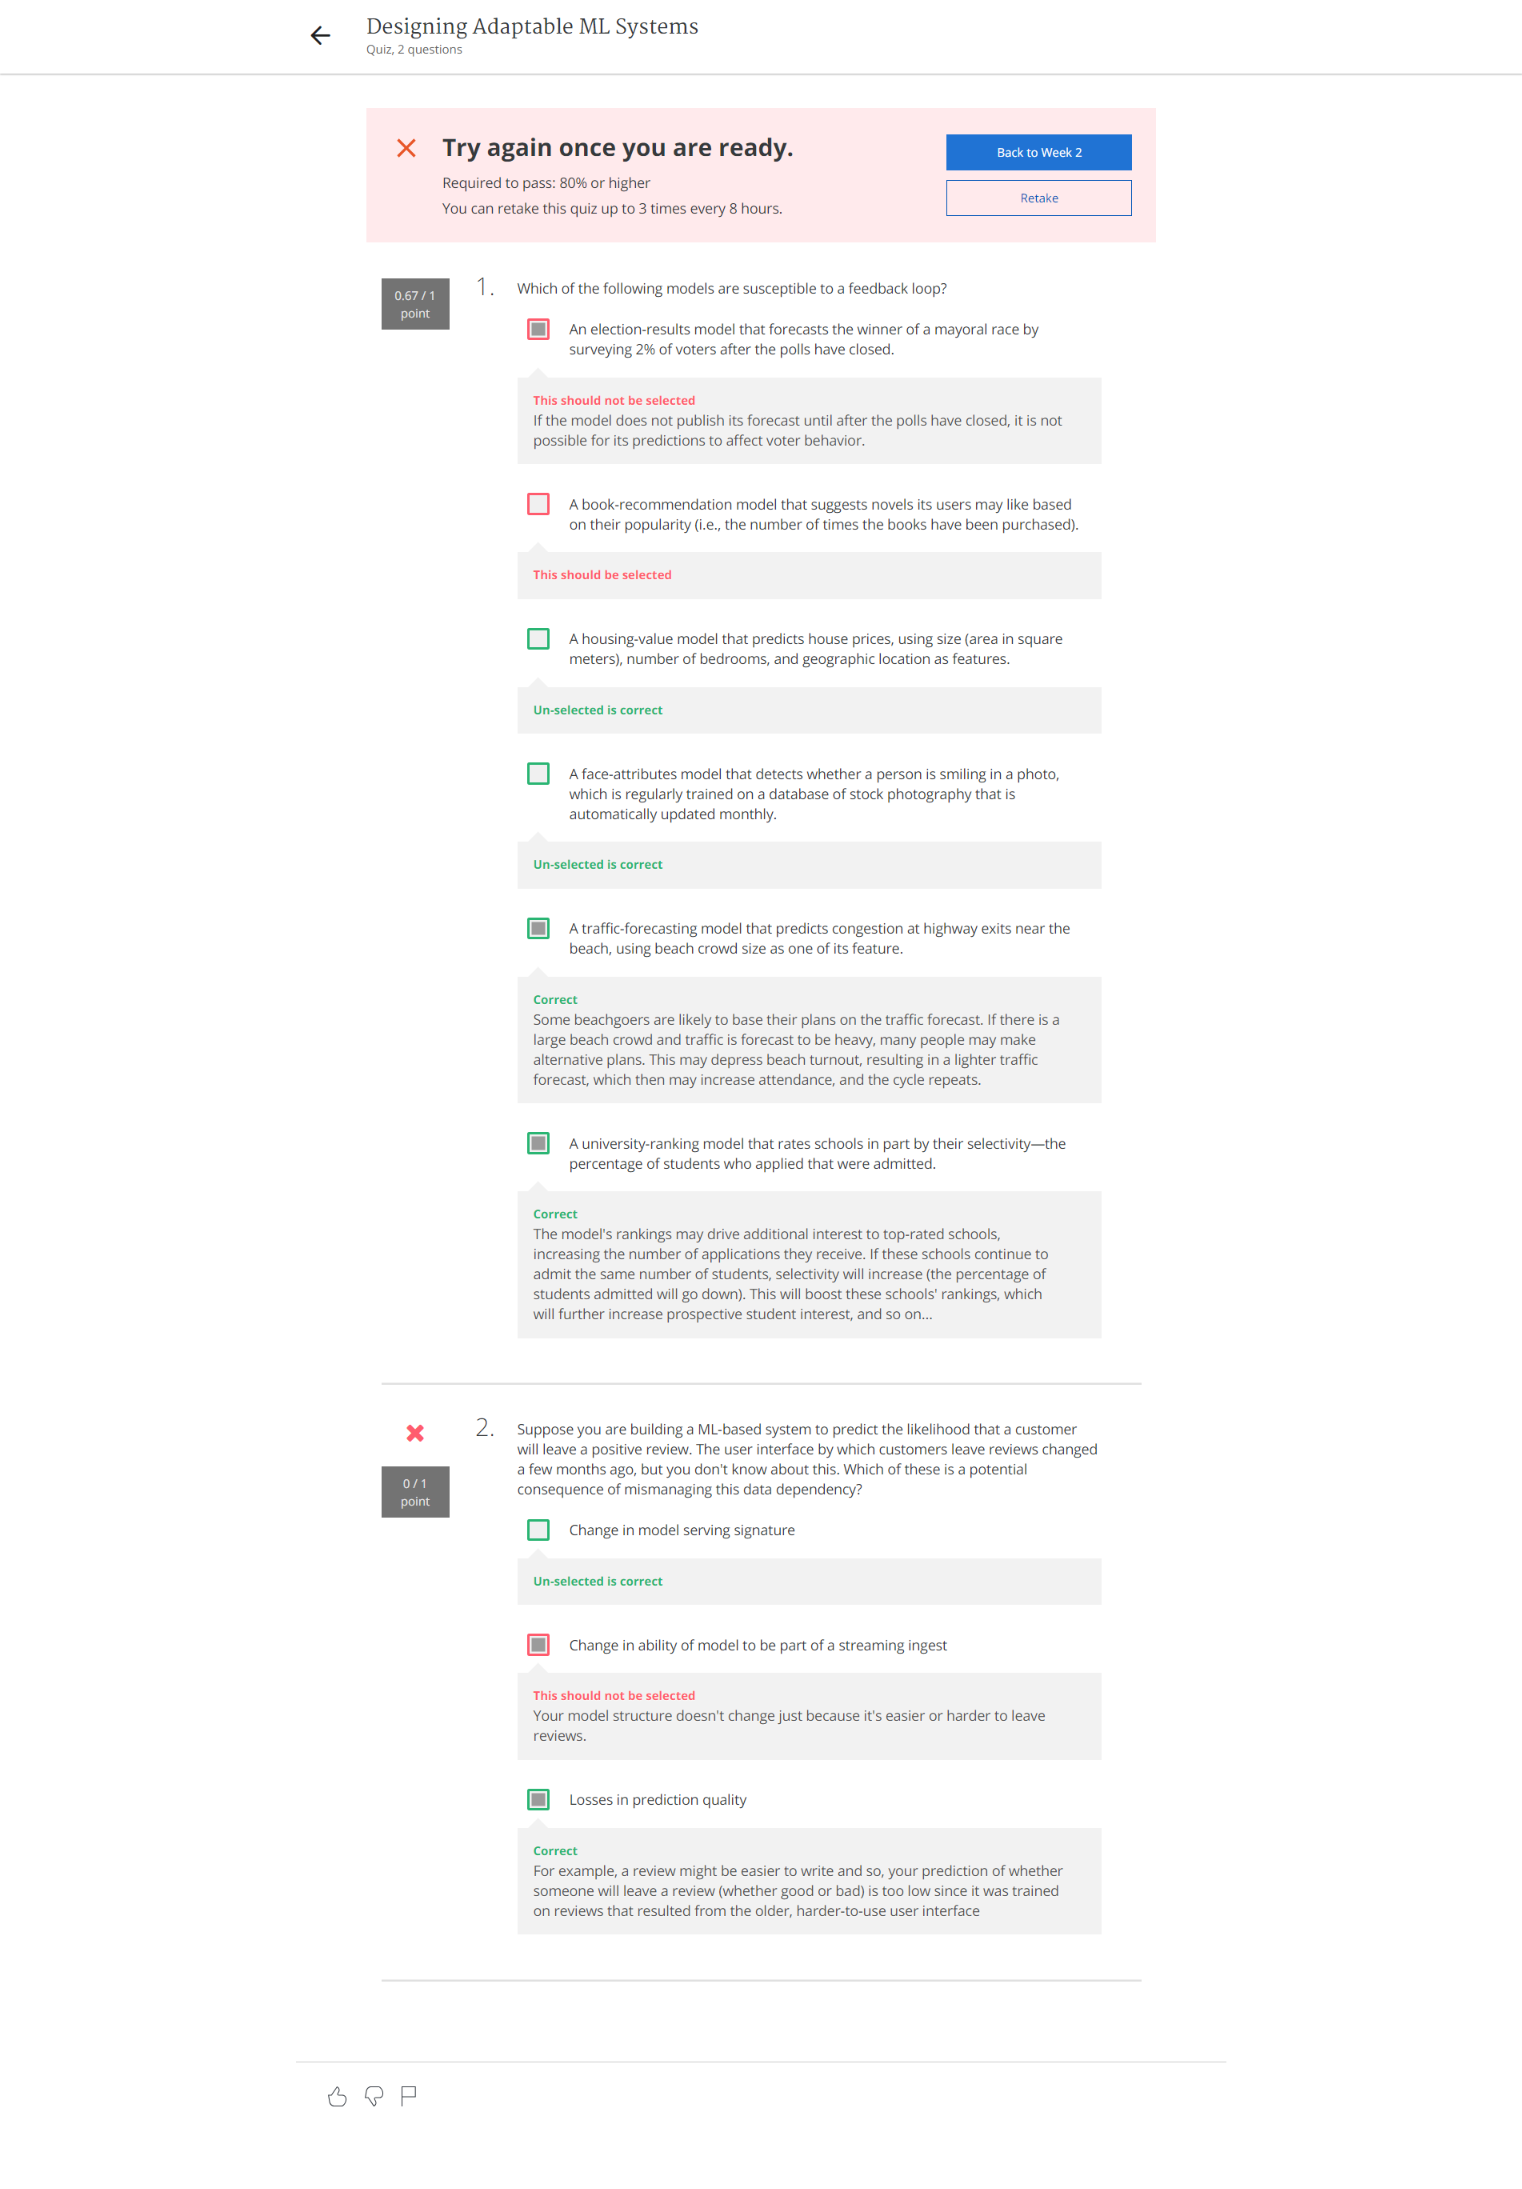 Designing Adaptable ML Systems
Quiz, 2 questions
Try again once you are ready.
Required to pass: 80% or higher
You can retake this quiz up to 3 times every 8 hours.
Back to Week 2
Retake
0.67 / 1
point
1.
Which of the following models are susceptible to a feedback loop?
An election-results model that forecasts the winner of a mayoral race by
surveying 2% of voters after the polls have closed.
This should not be selected
If the model does not publish its forecast until after the polls have closed, it is not
possible for its predictions to affect voter behavior.
A book-recommendation model that suggests novels its users may like based
on their popularity (i.e., the number of times the books have been purchased).
This should be selected
A housing-value model that predicts house prices, using size (area in square
meters), number of bedrooms, and geographic location as features.
Un-selected is correct
A face-attributes model that detects whether a person is smiling in a photo,
which is regularly trained on a database of stock photography that is
automatically updated monthly.
Un-selected is correct
A traffic-forecasting model that predicts congestion at highway exits near the
beach, using beach crowd size as one of its feature.
Correct
Some beachgoers are likely to base their plans on the traffic forecast. If there is a
large beach crowd and traffic is forecast to be heavy, many people may make
alternative plans. This may depress beach turnout, resulting in a lighter traffic
forecast, which then may increase attendance, and the cycle repeats.
A university-ranking model that rates schools in part by their selectivity—the
percentage of students who applied that were admitted.
Correct
The model's rankings may drive additional interest to top-rated schools,
increasing the number of applications they receive. If these schools continue to
admit the same number of students, selectivity will increase (the percentage of
students admitted will go down). This will boost these schools' rankings, which
will further increase prospective student interest, and so on...
0 / 1
point
2.
Suppose you are building a ML-based system to predict the likelihood that a customer
will leave a positive review. The user interface by which customers leave reviews changed
a few months ago, but you don't know about this. Which of these is a potential
consequence of mismanaging this data dependency?
Change in model serving signature
Un-selected is correct
Change in ability of model to be part of a streaming ingest
This should not be selected
Your model structure doesn't change just because it's easier or harder to leave
reviews.
Losses in prediction quality
Correct
For example, a review might be easier to write and so, your prediction of whether
someone will leave a review (whether good or bad) is too low since it was trained
on reviews that resulted from the older, harder-to-use user interface